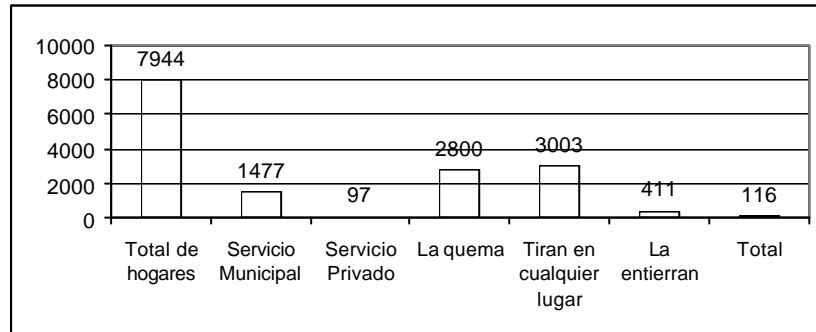 10000
8000
6000
4000
2000
0
7944
1477
97
2800
3003
411
116
Total de hogares
Servicio Municipal
Servicio Privado
La quema
Tiran en cualquier lugar
La entierran
Total